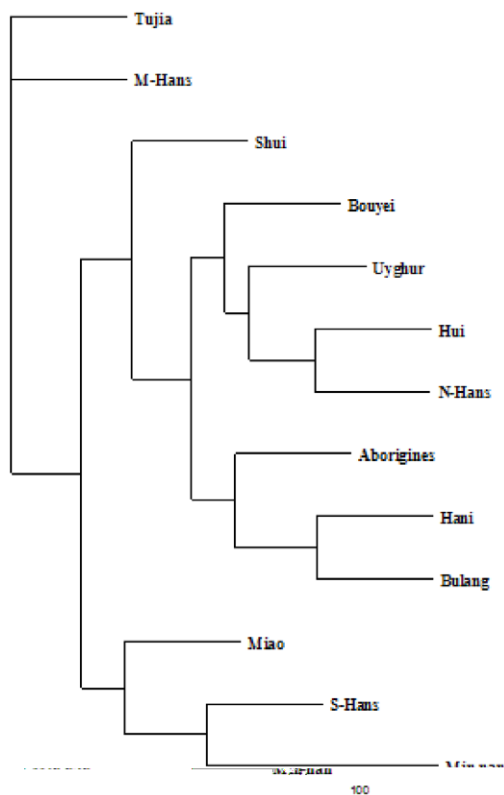 Tujia
M-Hans
Shui
Bouyei
Uyghur
Hui
N-Hans
Aborigines
Hani
Bulang
Miao
S-Hans
100